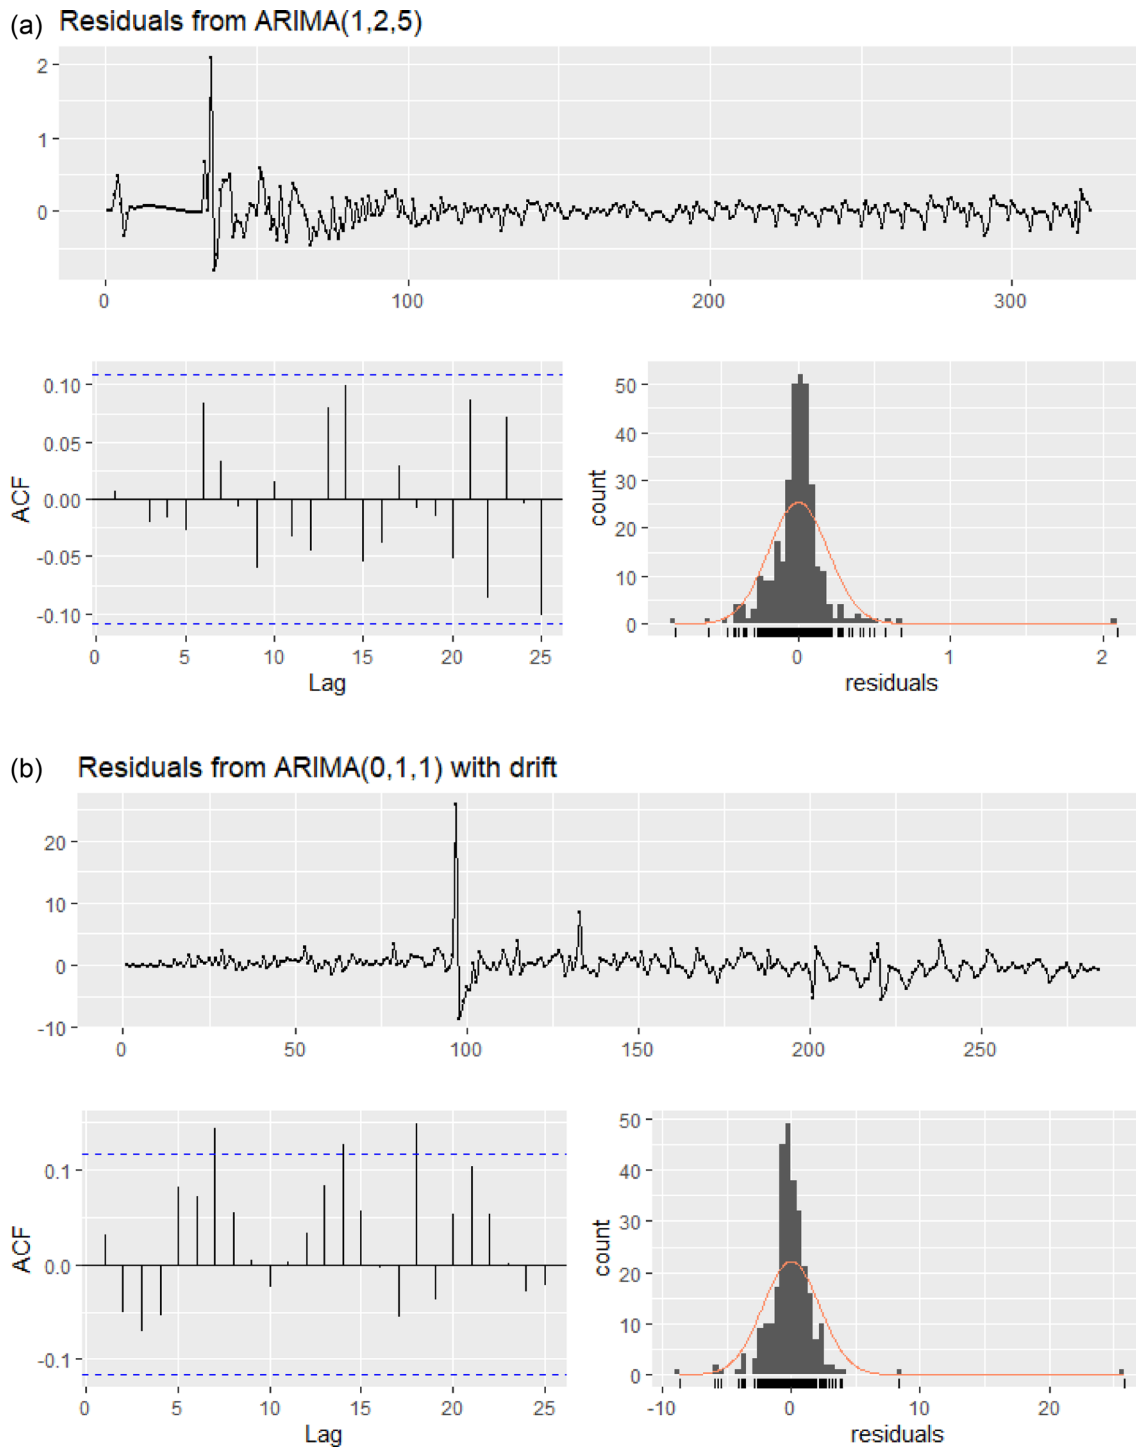 (a) Residuals from ARIMA(1,2,5)
2
1
0
0 100 200 300
0.10
0.05
0.00
-0.05
-0.10
ACF
0 5 10 15 20 25
Lag
50
40
30
20
10
0
count
0 1 2
residuals
(b) Residuals from ARIMA(0,1,1) with drift
20
10
0
-10
0 50 100 150 200 250
0.1
0.0
-0.1
ACF
0 5 10 15 20 25
Lag
50
40
30
20
10
0
count
-10 0 10 20
residuals